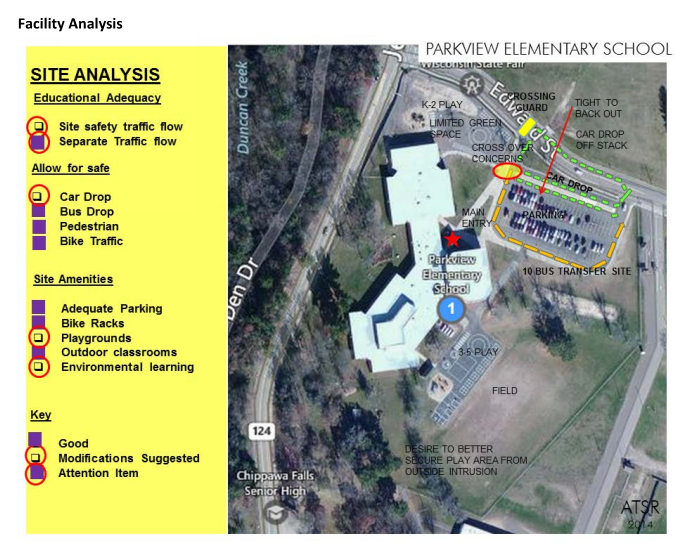 Facility Analysis
PARKVIEW ELEMENTARY SCHOOL
SITE ANALYSIS
Educational Adequacy
Site safety traffic flow
Separate Traffic flow
Allow for safe
Car Drop
Bus Drop
Pedestrian
Bike Traffic
Site Amenities
Adequate Parking
Bike Racks
Playgrounds
Outdoor classrooms
Environmental learning
Key
Good
Modifications Suggested
Attention Item
Duncan Creek
Wisconsin State Fair
Edward St
CROSSING
GUARD
TIGHT TO
BACK OUT
K-2 PLAY
LIMITED GREEN
SPACE
CAR DROP
OFF STACK
CROSS OVER
CONCERNS
CAR DROP
MAIN
ENTRY
PARKING
10 BUS TRANSFER SITE
Parkview
Elementary
School
1
Den Dr
3-5 PLAY
FIELD
124
DESIRE TO BETTER
SECURE PLAY AREA FROM
OUTSIDE INTRUSION
Chippawa Falls
Senior High
ATSR
2014